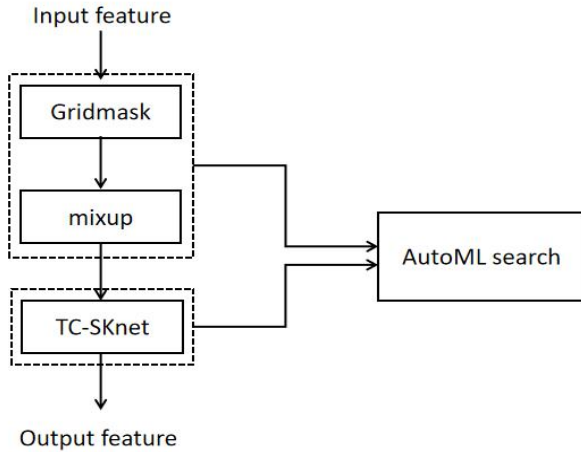 Input feature
Gridmask
mixup
AutoML search
TC-SKnet
Output feature